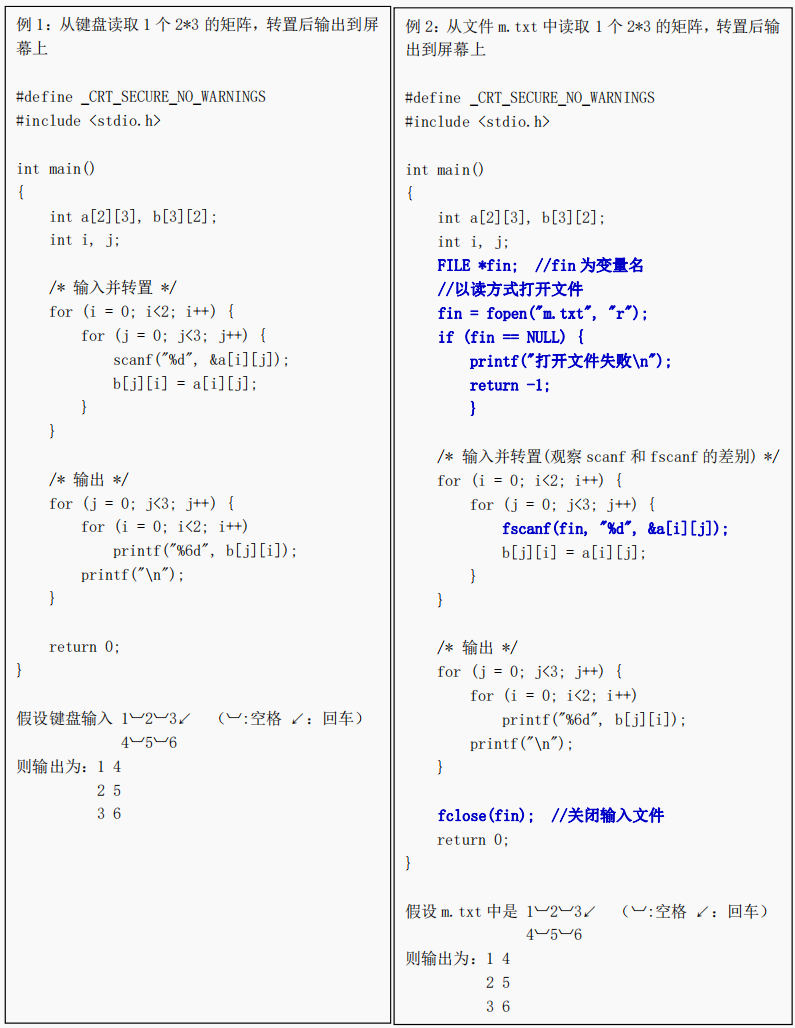 例 1：从键盘读取 1 个 2*3 的矩阵，转置后输出到屏
幕上
#define _CRT_SECURE_NO_WARNINGS
#include <stdio.h>
int main()
{
    int a[2][3], b[3][2];
    int i, j;
    /* 输入并转置 */
    for (i = 0; i<2; i++) {
        for (j = 0; j<3; j++) {
            scanf("%d", &a[i][j]);
            b[j][i] = a[i][j];
        }
    }
    /* 输出 */
    for (j = 0; j<3; j++) {
        for (i = 0; i<2; i++)
            printf("%6d", b[j][i]);
        printf("\n");
    }
    return 0;
}
假设键盘输入 1︺2︺3↙ （︺:空格 ↙：回车）
4︺5︺6
则输出为：1 4
2 5
3 6
例 2：从文件 m.txt 中读取 1 个 2*3 的矩阵，转置后输
出到屏幕上
#define _CRT_SECURE_NO_WARNINGS
#include <stdio.h>
int main()
{
    int a[2][3], b[3][2];
    int i, j;
    FILE *fin;  //fin 为变量名
    //以读方式打开文件
    fin = fopen("m.txt", "r");
    if (fin == NULL) {
        printf("打开文件失败\n");
        return -1;
        }
    /* 输入并转置(观察 scanf 和 fscanf 的差别) */
    for (i = 0; i<2; i++) {
        for (j = 0; j<3; j++) {
            fscanf(fin, "%d", &a[i][j]);
            b[j][i] = a[i][j];
        }
    }
    /* 输出 */
    for (j = 0; j<3; j++) {
        for (i = 0; i<2; i++)
            printf("%6d", b[j][i]);
        printf("\n");
    }
    fclose(fin);  //关闭输入文件
    return 0;
}
假设 m.txt 中是 1︺2︺3↙ （︺:空格 ↙：回车）
4︺5︺6
则输出为：1 4
2 5
3 6